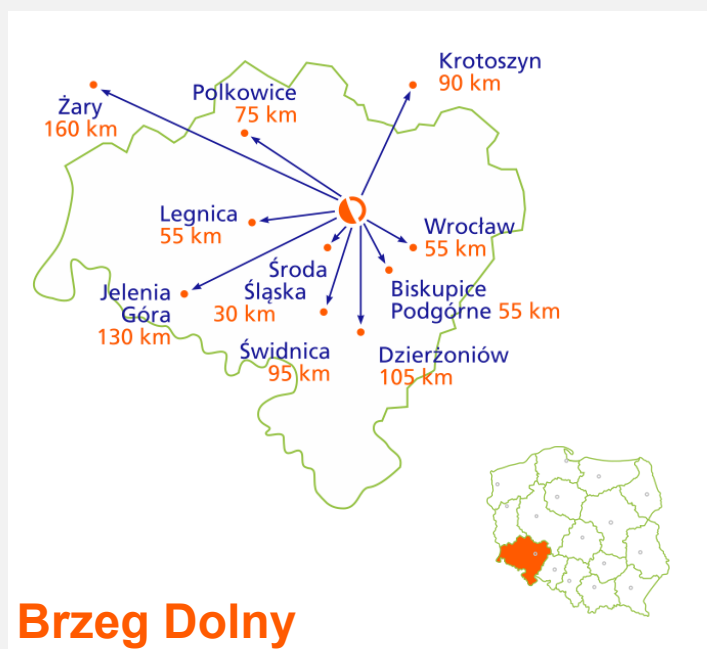 Krotoszyn
90 km
Polkowice
75 km
Żary
160 km
Legnica
55 km
Wrocław
55 km
Środa
Śląska
30 km
Biskupice
Podgórne 55 km
Jelenia
Góra
130 km
Świdnica
95 km
Dzierżoniów
105 km
Brzeg Dolny